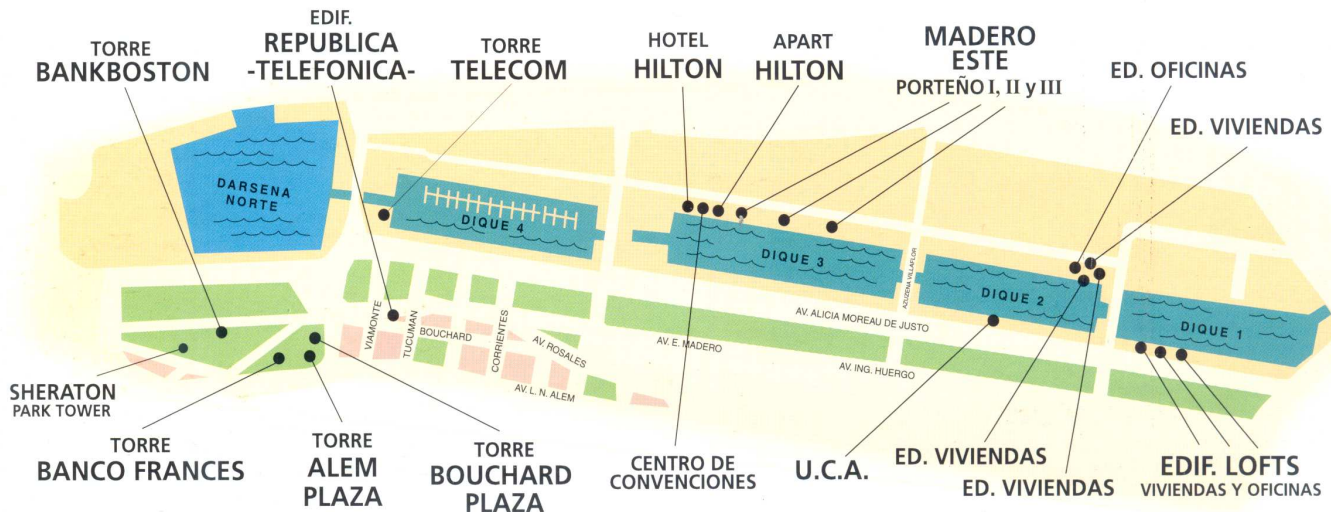 TORRE
BANKBOSTON
EDIF.
REPUBLICA
-TELEFONICA-
TORRE
TELECOM
HOTEL
HILTON
APART
HILTON
MADERO
ESTE
PORTEÑO I, II y III
ED. OFICINAS
ED. VIVIENDAS
DARSENA
NORTE
DIQUE 4
DIQUE 3
DIQUE 2
DIQUE 1
AZUZENA VILLAFLOR
AV. ALICIA MOREAU DE JUSTO
VIAMONTE
TUCUMAN
BOUCHARD
CORRIENTES
AV. ROSALES
AV. E. MADERO
AV. ING. HUERGO
AV. L. N. ALEM
SHERATON
PARK TOWER
TORRE
BANCO FRANCES
TORRE
ALEM
PLAZA
TORRE
BOUCHARD
PLAZA
CENTRO DE
CONVENCIONES
U.C.A.
ED. VIVIENDAS
ED. VIVIENDAS
EDIF. LOFTS
VIVIENDAS Y OFICINAS